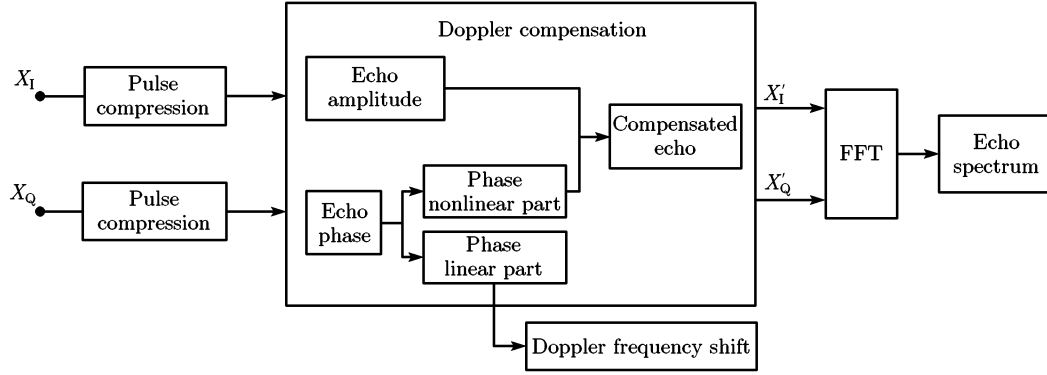 Doppler compensation
X_I
Pulse
compression
Echo
amplitude
X_Q
Pulse
compression
Echo
phase
Phase
nonlinear part
Phase
linear part
Compensated
echo
X′_I
X′_Q
FFT
Echo
spectrum
Doppler frequency shift